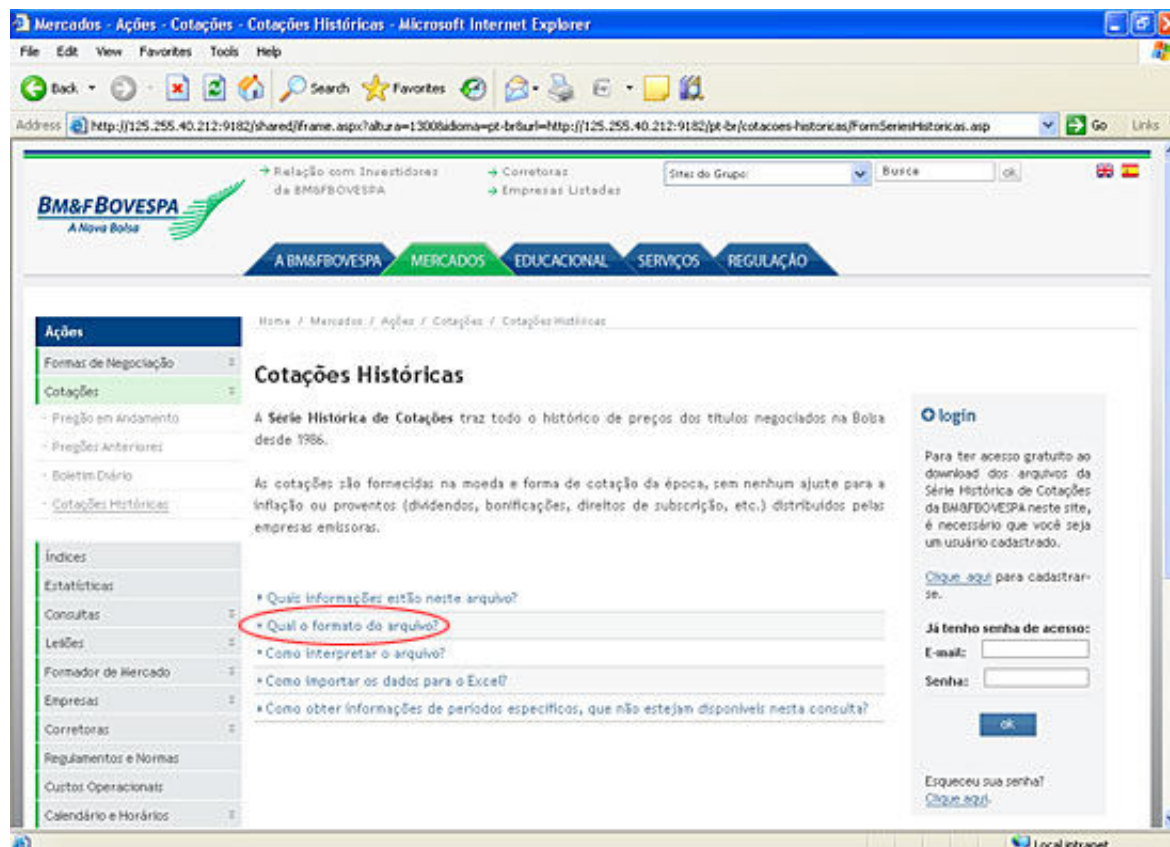 Mercados - Ações - Cotações - Cotações Históricas - Microsoft Internet Explorer
File Edit View Favorites Tools Help
Back Search Favorites
Address http://125.255.40.212:9182/shared/iframe.aspx?altura=1300&idioma=pt-br&url=http://125.255.40.212:9182/pt-br/cotacoes-historicas/FormSeriesHistoricas.asp Go Links
Relação com Investidores da BM&FBOVESPA
Corretoras
Empresas Listadas
Sites do Grupo:
Busca ok
BM&FBOVESPA
A Nova Bolsa
A BM&FBOVESPA MERCADOS EDUCACIONAL SERVIÇOS REGULAÇÃO
Home / Mercados / Ações / Cotações / Cotações Históricas
Ações
Formas de Negociação
Cotações
- Pregão em Andamento
- Pregões Anteriores
- Boletim Diário
- Cotações Históricas
Índices
Estatísticas
Consultas
Leilões
Formador de Mercado
Empresas
Corretoras
Regulamentos e Normas
Custos Operacionais
Calendário e Horários
Cotações Históricas
A Série Histórica de Cotações traz todo o histórico de preços dos títulos negociados na Bolsa
desde 1986.
As cotações são fornecidas na moeda e forma de cotação da época, sem nenhum ajuste para a
inflação ou proventos (dividendos, bonificações, direitos de subscrição, etc.) distribuídos pelas
empresas emissoras.
• Quais informações estão neste arquivo?
• Qual o formato do arquivo?
• Como interpretar o arquivo?
• Como importar os dados para o Excel?
• Como obter informações de períodos específicos, que não estejam disponíveis nesta consulta?
login
Para ter acesso gratuito ao
download dos arquivos da
Série Histórica de Cotações
da BM&FBOVESPA neste site,
é necessário que você seja
um usuário cadastrado.
Clique aqui para cadastrar-
se.
Já tenho senha de acesso:
E-mail:
Senha:
ok
Esqueceu sua senha?
Clique aqui.
Local intranet